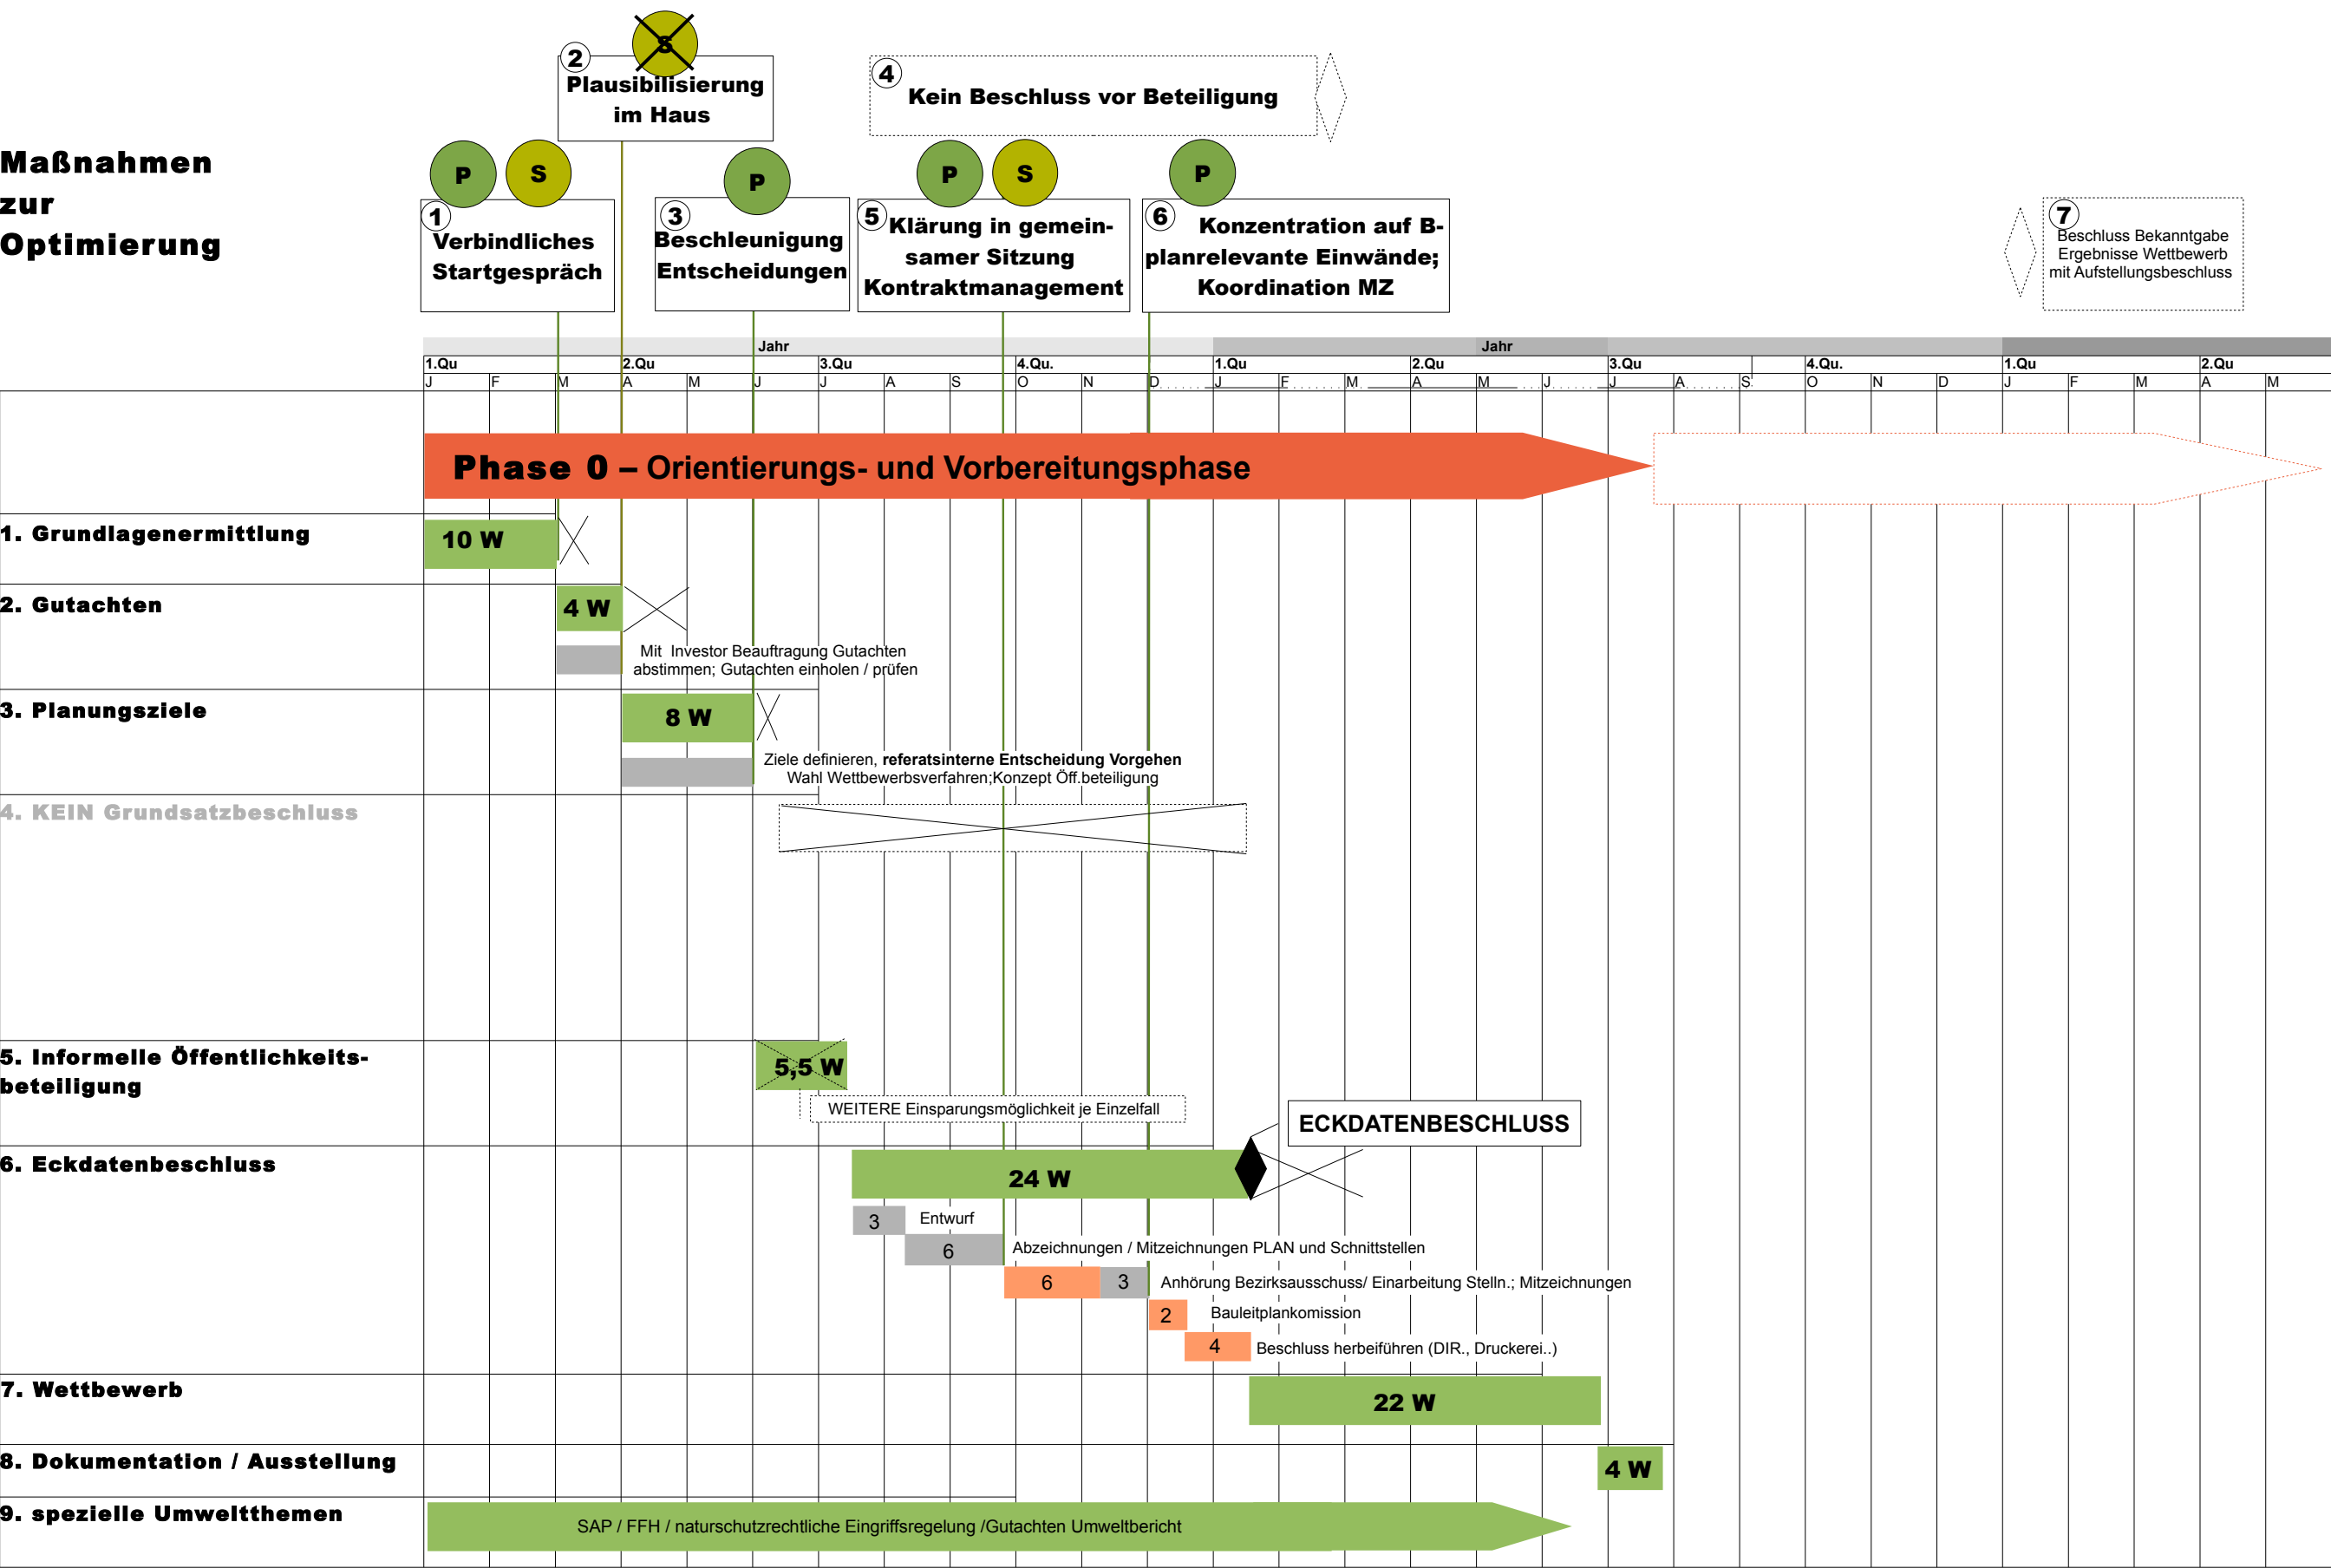 S
2
Plausibilisierung
im Haus
4
Kein Beschluss vor Beteiligung
Maßnahmen
zur
Optimierung
P
S
1
Verbindliches
Startgespräch
P
3
Beschleunigung
Entscheidungen
P
S
5
Klärung in gemein-
samer Sitzung
Kontraktmanagement
P
6
Konzentration auf B-
planrelevante Einwände;
Koordination MZ
7
Beschluss Bekanntgabe
Ergebnisse Wettbewerb
mit Aufstellungsbeschluss
Jahr Jahr
1.Qu 2.Qu 3.Qu 4.Qu. 1.Qu 2.Qu 3.Qu 4.Qu. 1.Qu 2.Qu
J F M A M J J A S O N D J F M A M J J A S O N D J F M A M
Phase 0 – Orientierungs- und Vorbereitungsphase
1. Grundlagenermittlung
10 W
2. Gutachten
4 W
Mit Investor Beauftragung Gutachten
abstimmen; Gutachten einholen / prüfen
3. Planungsziele
8 W
Ziele definieren, referatsinterne Entscheidung Vorgehen
Wahl Wettbewerbsverfahren;Konzept Öff.beteiligung
4. KEIN Grundsatzbeschluss
5. Informelle Öffentlichkeits-
beteiligung
5,5 W
WEITERE Einsparungsmöglichkeit je Einzelfall
ECKDATENBESCHLUSS
6. Eckdatenbeschluss
24 W
3 Entwurf
6 Abzeichnungen / Mitzeichnungen PLAN und Schnittstellen
6 3 Anhörung Bezirksausschuss/ Einarbeitung Stelln.; Mitzeichnungen
2 Bauleitplankomission
4 Beschluss herbeiführen (DIR., Druckerei..)
7. Wettbewerb
22 W
8. Dokumentation / Ausstellung
4 W
9. spezielle Umweltthemen
SAP / FFH / naturschutzrechtliche Eingriffsregelung /Gutachten Umweltbericht